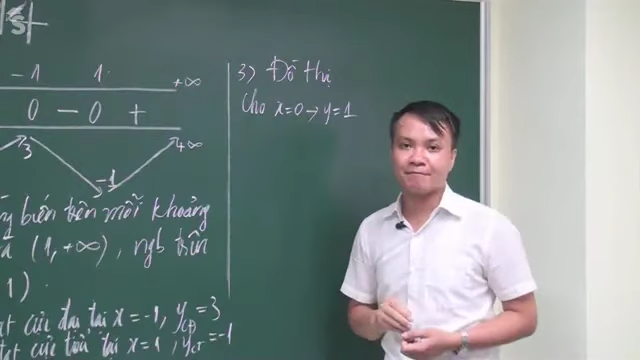 -1 1 +∞
0 - 0 +
3 -1 +∞
biến trên mỗi khoảng
(1, +∞), ngb trên
1).
cực đại tại x = -1, yCĐ = 3
cực tiểu tại x = 1, yCT = -1
3) Đồ thị
Cho x=0 → y=1